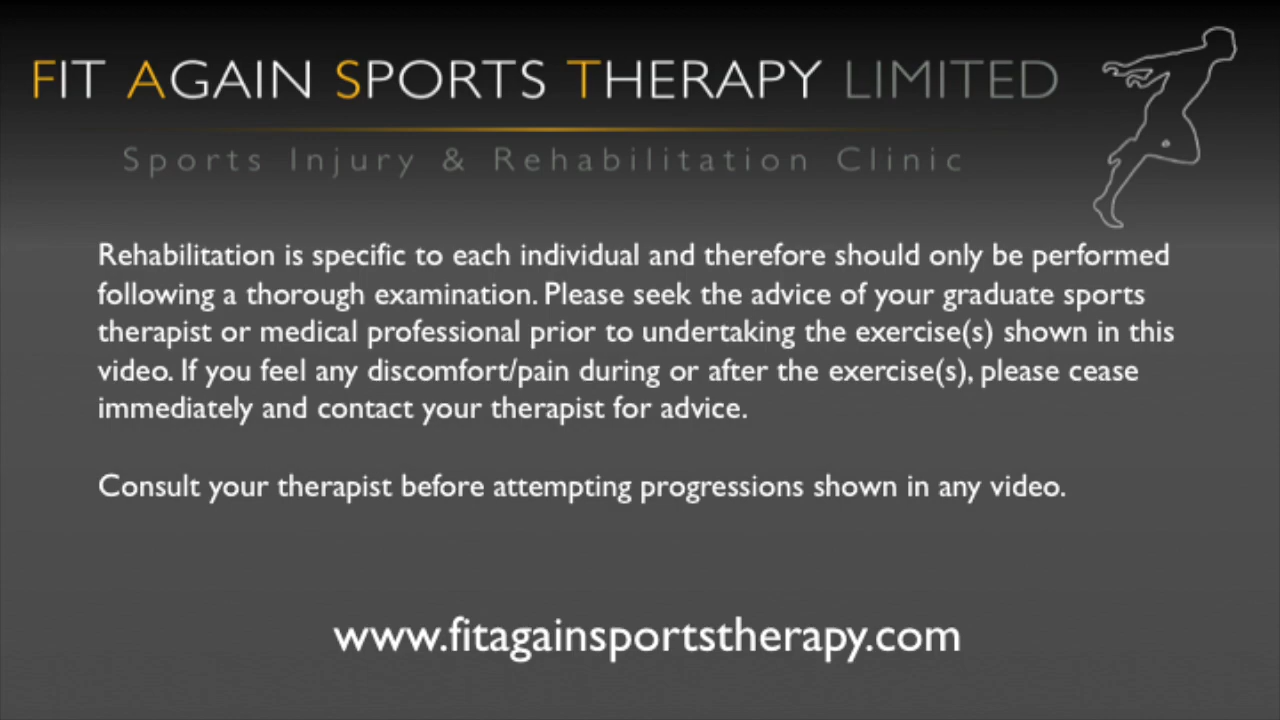 FIT AGAIN SPORTS THERAPY LIMITED
Sports Injury & Rehabilitation Clinic
Rehabilitation is specific to each individual and therefore should only be performed
following a thorough examination. Please seek the advice of your graduate sports
therapist or medical professional prior to undertaking the exercise(s) shown in this
video. If you feel any discomfort/pain during or after the exercise(s), please cease
immediately and contact your therapist for advice.
Consult your therapist before attempting progressions shown in any video.
www.fitagainsportstherapy.com